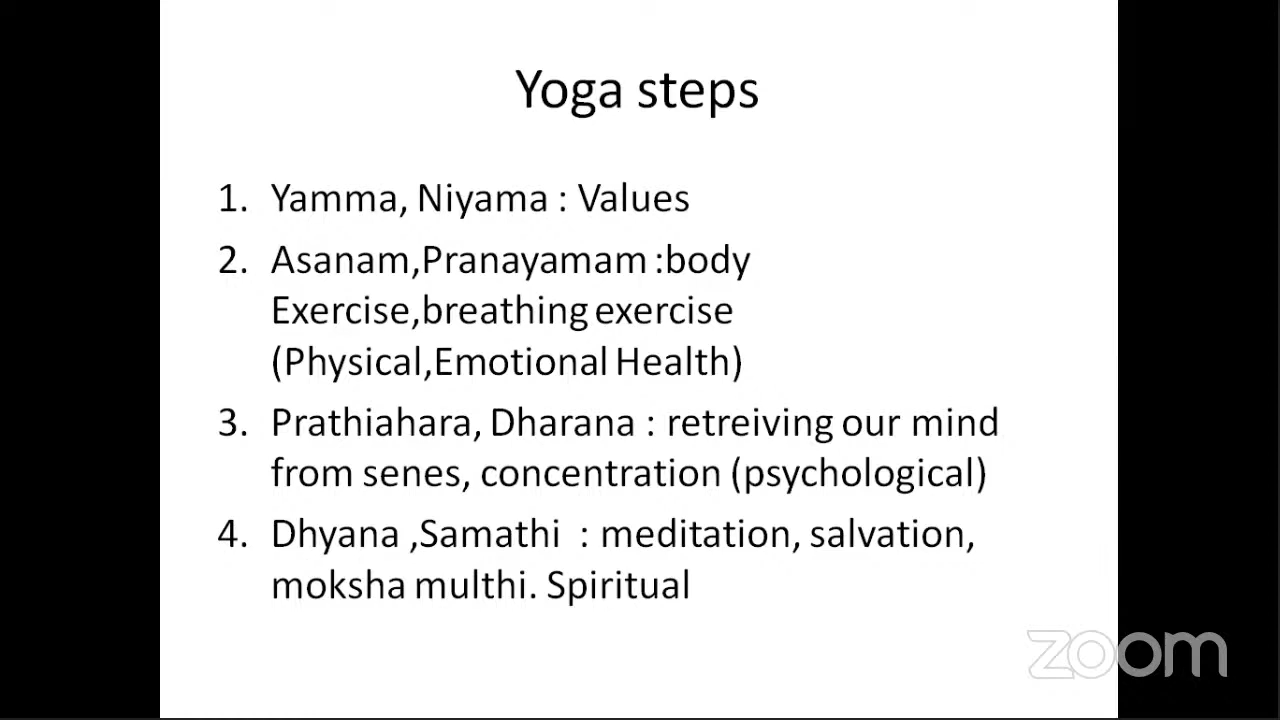 Yoga steps
1. Yamma, Niyama : Values
2. Asanam,Pranayamam :body
Exercise,breathing exercise
(Physical,Emotional Health)
3. Prathiahara, Dharana : retreiving our mind
from senes, concentration (psychological)
4. Dhyana ,Samathi : meditation, salvation,
moksha multhi. Spiritual
zoom